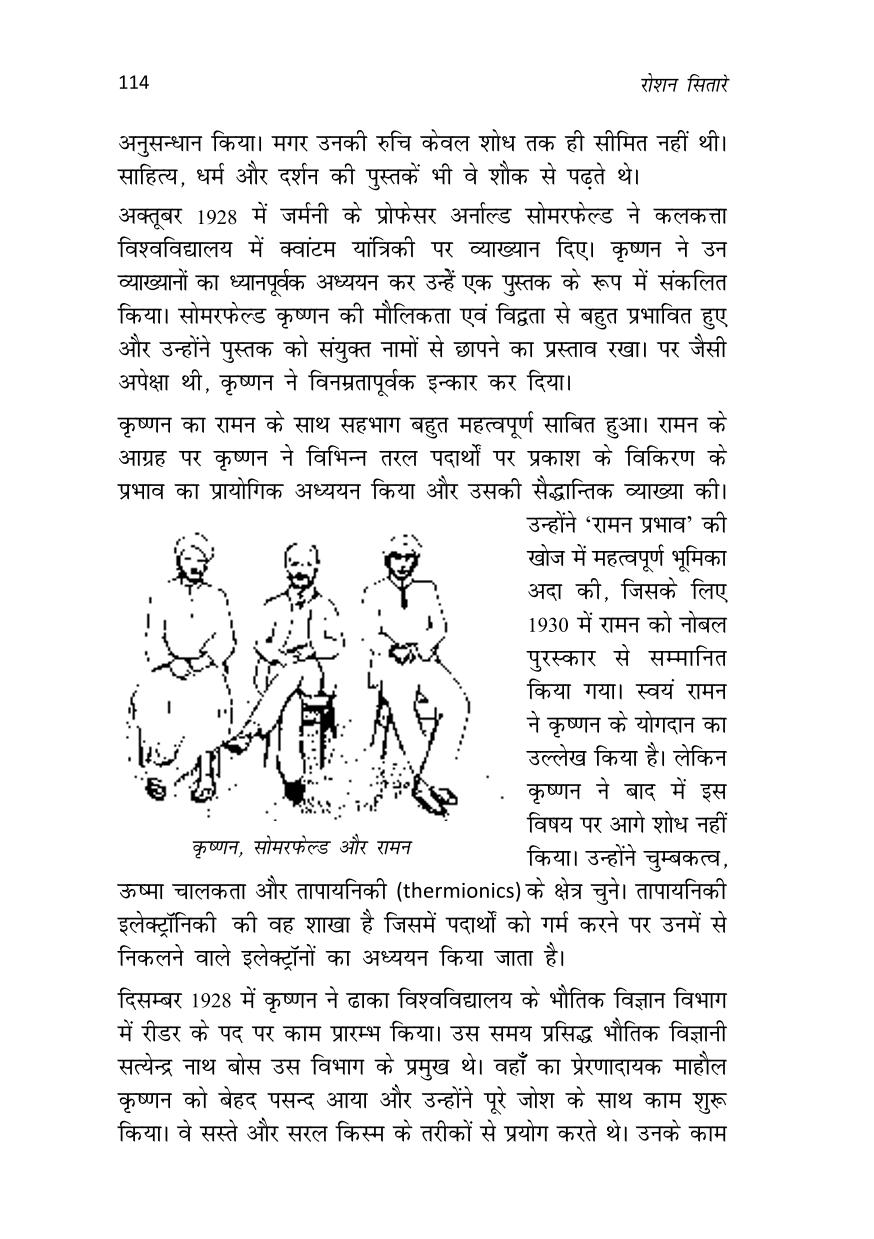 114 रोशन सितारे
अनुसन्धान किया। मगर उनकी रुचि केवल शोध तक ही सीमित नहीं थी।
साहित्य, धर्म और दर्शन की पुस्तकें भी वे शौक से पढ़ते थे।
अक्तूबर 1928 में जर्मनी के प्रोफेसर अर्नाल्ड सोमरफेल्ड ने कलकत्ता
विश्वविद्यालय में क्वांटम यांत्रिकी पर व्याख्यान दिए। कृष्णन ने उन
व्याख्यानों का ध्यानपूर्वक अध्ययन कर उन्हें एक पुस्तक के रूप में संकलित
किया। सोमरफेल्ड कृष्णन की मौलिकता एवं विद्वता से बहुत प्रभावित हुए
और उन्होंने पुस्तक को संयुक्त नामों से छापने का प्रस्ताव रखा। पर जैसी
अपेक्षा थी, कृष्णन ने विनम्रतापूर्वक इन्कार कर दिया।
कृष्णन का रामन के साथ सहभाग बहुत महत्वपूर्ण साबित हुआ। रामन के
आग्रह पर कृष्णन ने विभिन्न तरल पदार्थों पर प्रकाश के विकिरण के
प्रभाव का प्रायोगिक अध्ययन किया और उसकी सैद्धान्तिक व्याख्या की।
उन्होंने ‘रामन प्रभाव’ की
खोज में महत्वपूर्ण भूमिका
अदा की, जिसके लिए
1930 में रामन को नोबल
पुरस्कार से सम्मानित
किया गया। स्वयं रामन
ने कृष्णन के योगदान का
उल्लेख किया है। लेकिन
कृष्णन ने बाद में इस
विषय पर आगे शोध नहीं
किया। उन्होंने चुम्बकत्व,
कृष्णन, सोमरफेल्ड और रामन
ऊष्मा चालकता और तापायनिकी (thermionics) के क्षेत्र चुने। तापायनिकी
इलेक्ट्रॉनिकी की वह शाखा है जिसमें पदार्थों को गर्म करने पर उनमें से
निकलने वाले इलेक्ट्रॉनों का अध्ययन किया जाता है।
दिसम्बर 1928 में कृष्णन ने ढाका विश्वविद्यालय के भौतिक विज्ञान विभाग
में रीडर के पद पर काम प्रारम्भ किया। उस समय प्रसिद्ध भौतिक विज्ञानी
सत्येन्द्र नाथ बोस उस विभाग के प्रमुख थे। वहाँ का प्रेरणादायक माहौल
कृष्णन को बेहद पसन्द आया और उन्होंने पूरे जोश के साथ काम शुरू
किया। वे सस्ते और सरल किस्म के तरीकों से प्रयोग करते थे। उनके काम